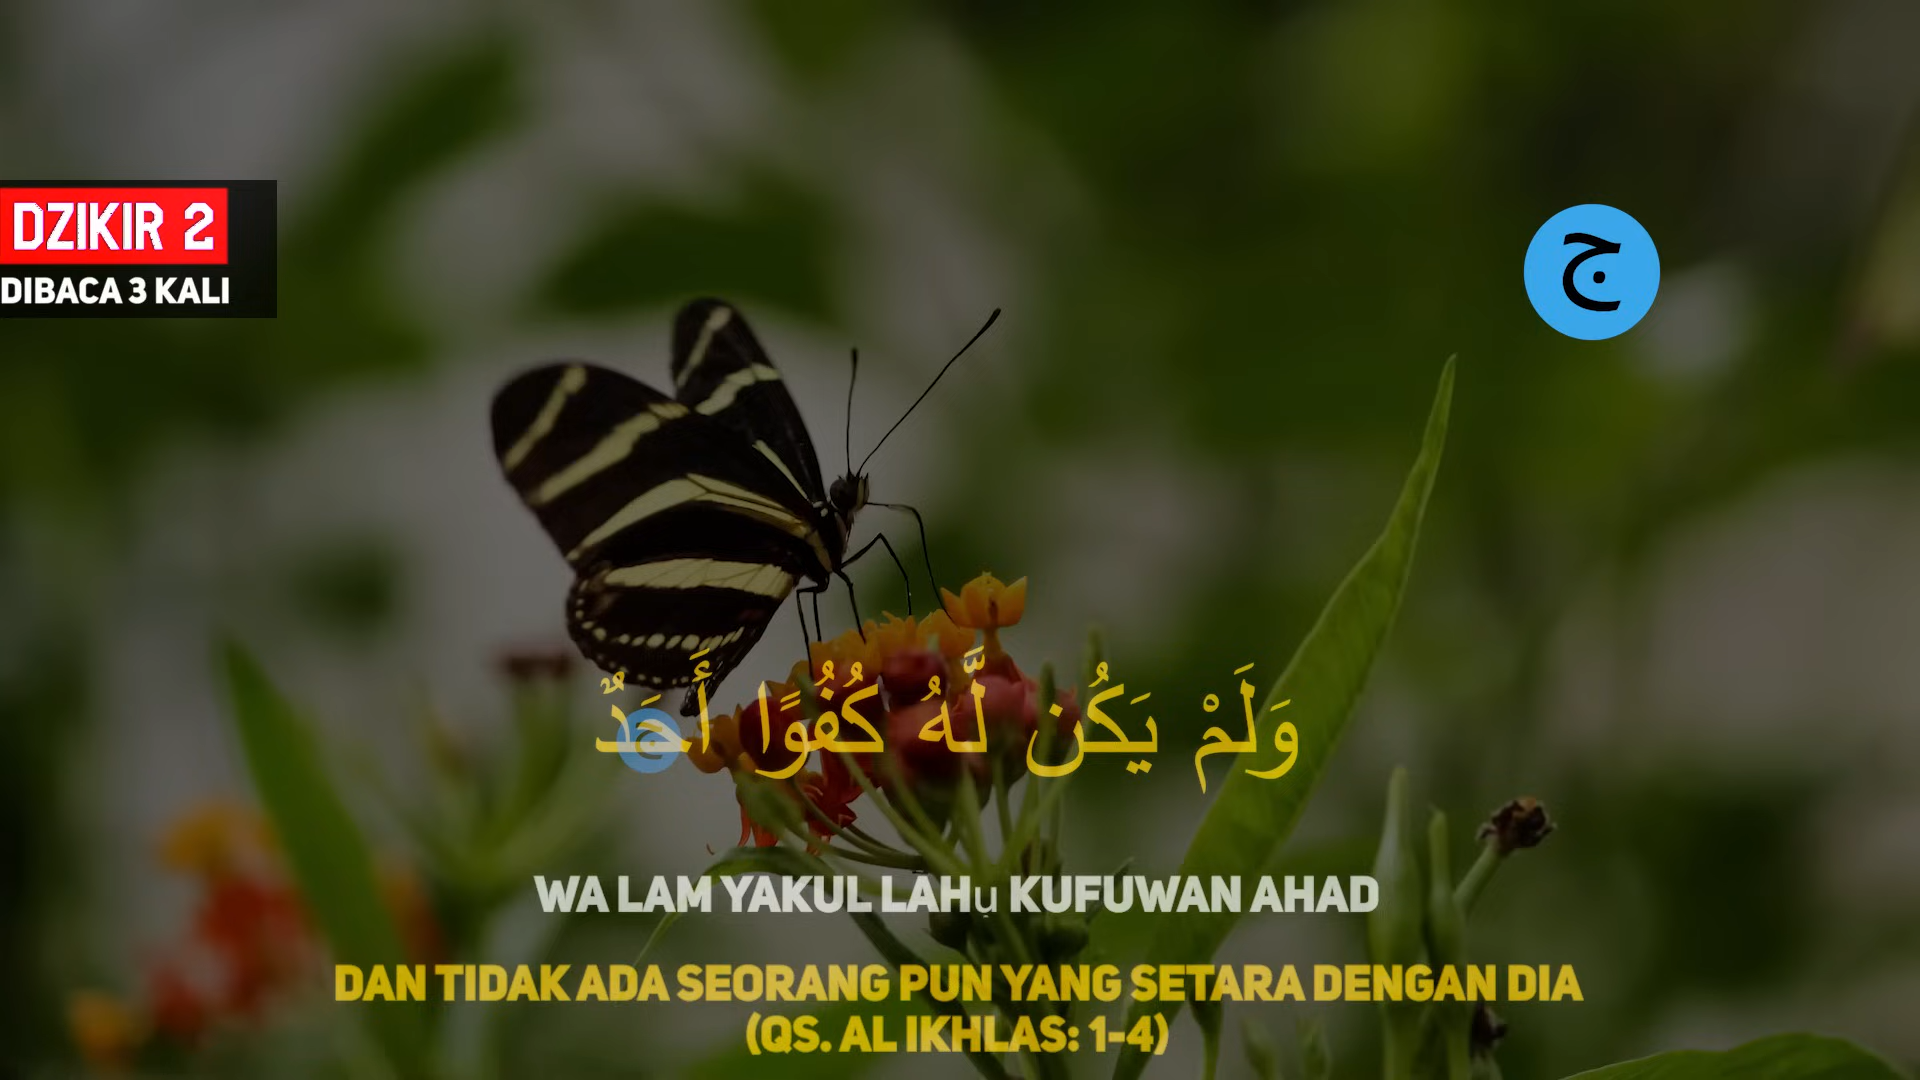 DZIKIR 2
DIBACA 3 KALI
ج
وَلَمْ يَكُن لَّهُ كُفُوًا أَحَدٌۢ
ج
WA LAM YAKUL LAHụ KUFUWAN AHAD
DAN TIDAK ADA SEORANG PUN YANG SETARA DENGAN DIA
(QS. AL IKHLAS: 1-4)